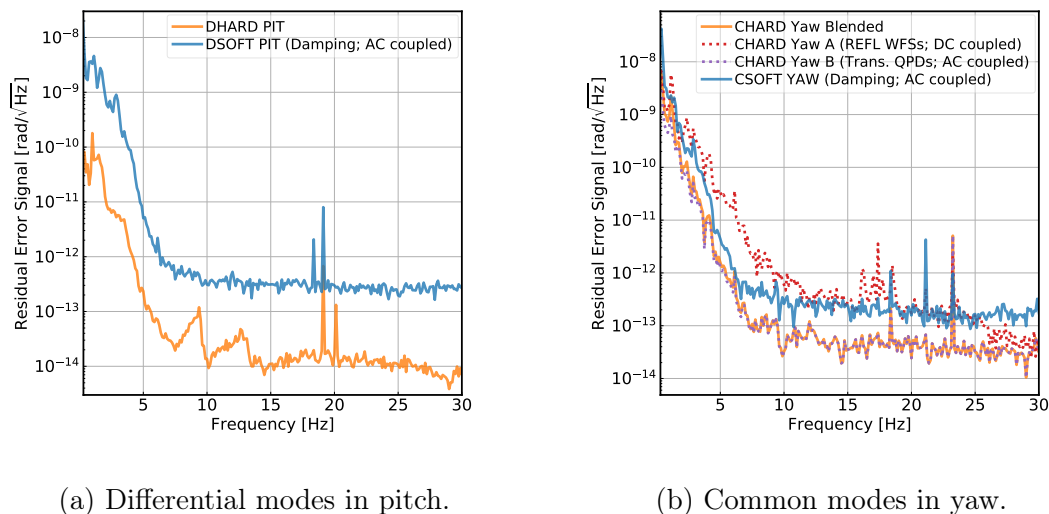 DHARD PIT
DSOFT PIT (Damping; AC coupled)
10⁻⁸
10⁻⁹
10⁻¹⁰
10⁻¹¹
10⁻¹²
10⁻¹³
10⁻¹⁴
Residual Error Signal [rad/√Hz]
5 10 15 20 25 30
Frequency [Hz]
(a) Differential modes in pitch.
CHARD Yaw Blended
CHARD Yaw A (REFL WFSs; DC coupled)
CHARD Yaw B (Trans. QPDs; AC coupled)
CSOFT YAW (Damping; AC coupled)
10⁻⁸
10⁻⁹
10⁻¹⁰
10⁻¹¹
10⁻¹²
10⁻¹³
10⁻¹⁴
Residual Error Signal [rad/√Hz]
5 10 15 20 25 30
Frequency [Hz]
(b) Common modes in yaw.